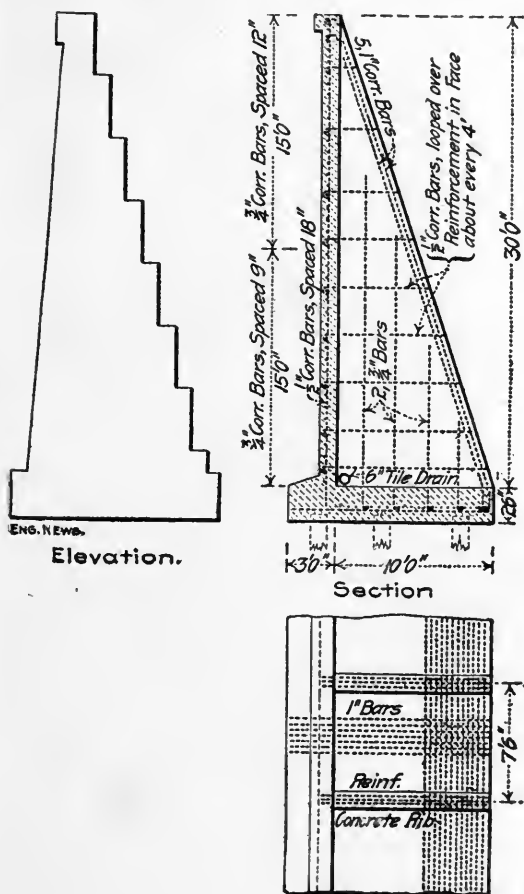 ENG. NEWS.
Elevation.
3/4" Corr. Bars, Spaced 12"
15'0"
3/4" Corr. Bars, Spaced 9"
15'0"
1/2" Corr. Bars, Spaced 18"
5, 1" Corr. Bars
1/2" Corr. Bars, looped over
Reinforcement in Face
about every 4'
2, 3/4" Bars
30'0"
6" Tile Drain
2'6"
3'0"
10'0"
Section
1" Bars
Reinf.
Concrete Rib
7'6"